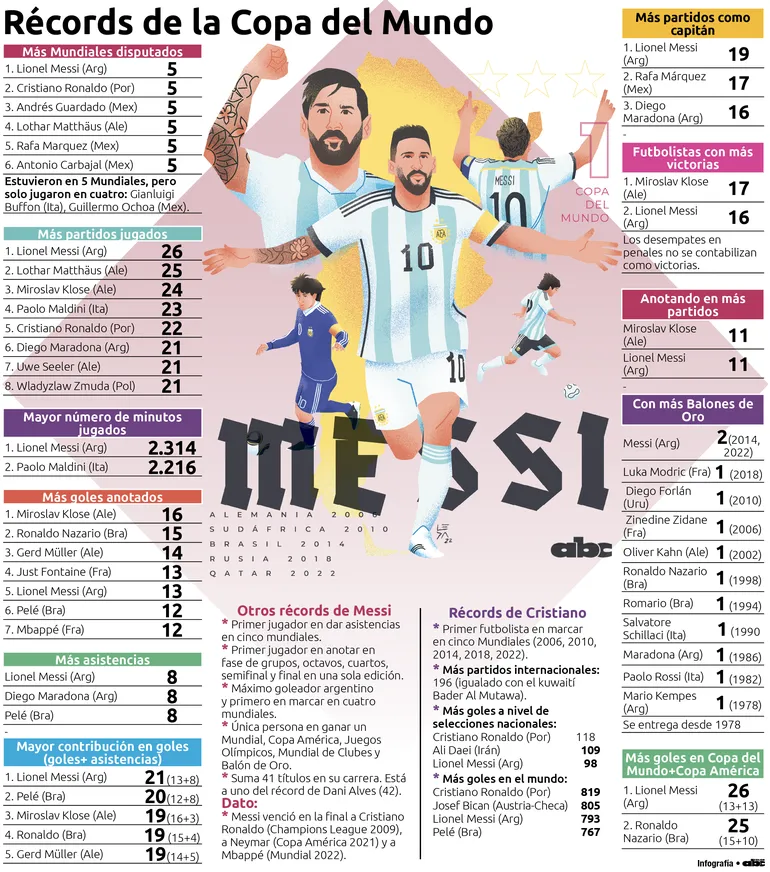 Récords de la Copa del Mundo
Más Mundiales disputados
1. Lionel Messi (Arg) 5
2. Cristiano Ronaldo (Por) 5
3. Andrés Guardado (Mex) 5
4. Lothar Matthäus (Ale) 5
5. Rafa Marquez (Mex) 5
6. Antonio Carbajal (Mex) 5
Estuvieron en 5 Mundiales, pero
solo jugaron en cuatro: Gianluigi
Buffon (Ita), Guillermo Ochoa (Mex).
Más partidos jugados
1. Lionel Messi (Arg) 26
2. Lothar Matthäus (Ale) 25
3. Miroslav Klose (Ale) 24
4. Paolo Maldini (Ita) 23
5. Cristiano Ronaldo (Por) 22
6. Diego Maradona (Arg) 21
7. Uwe Seeler (Ale) 21
8. Wladyzlaw Zmuda (Pol) 21
Mayor número de minutos
jugados
1. Lionel Messi (Arg) 2.314
2. Paolo Maldini (Ita) 2.216
Más goles anotados
1. Miroslav Klose (Ale) 16
2. Ronaldo Nazario (Bra) 15
3. Gerd Müller (Ale) 14
4. Just Fontaine (Fra) 13
5. Lionel Messi (Arg) 13
6. Pelé (Bra) 12
7. Mbappé (Fra) 12
Más asistencias
Lionel Messi (Arg) 8
Diego Maradona (Arg) 8
Pelé (Bra) 8
-
Mayor contribución en goles
(goles+ asistencias)
1. Lionel Messi (Arg) 21 (13+8)
2. Pelé (Bra) 20 (12+8)
3. Miroslav Klose (Ale) 19 (16+3)
4. Ronaldo (Bra) 19 (15+4)
5. Gerd Müller (Ale) 19 (14+5)
MESSI
10
1
COPA
DEL
MUNDO
AFA
10
10
MESSI
ALEMANIA 2006
SUDÁFRICA 2010
BRASIL 2014
RUSIA 2018
QATAR 2022
abc
Otros récords de Messi
* Primer jugador en dar asistencias
en cinco mundiales.
* Primer jugador en anotar en
fase de grupos, octavos, cuartos,
semifinal y final en una sola edición.
* Máximo goleador argentino
y primero en marcar en cuatro
mundiales.
* Única persona en ganar un
Mundial, Copa América, Juegos
Olímpicos, Mundial de Clubes y
Balón de Oro.
* Suma 41 títulos en su carrera. Está
a uno del récord de Dani Alves (42).
Dato:
* Messi venció en la final a Cristiano
Ronaldo (Champions League 2009),
a Neymar (Copa América 2021) y a
Mbappé (Mundial 2022).
Récords de Cristiano
* Primer futbolista en marcar
en cinco Mundiales (2006, 2010,
2014, 2018, 2022).
* Más partidos internacionales:
196 (igualado con el kuwaití
Bader Al Mutawa).
* Más goles a nivel de
selecciones nacionales:
Cristiano Ronaldo (Por) 118
Ali Daei (Irán) 109
Lionel Messi (Arg) 98
* Más goles en el mundo:
Cristiano Ronaldo (Por) 819
Josef Bican (Austria-Checa) 805
Lionel Messi (Arg) 793
Pelé (Bra) 767
Más partidos como
capitán
1. Lionel Messi
(Arg) 19
2. Rafa Márquez
(Mex) 17
3. Diego
Maradona (Arg) 16
-
Futbolistas con más
victorias
1. Miroslav Klose
(Ale) 17
2. Lionel Messi
(Arg) 16
Los desempates en
penales no se contabilizan
como victorias.
Anotando en más
partidos
Miroslav Klose
(Ale) 11
Lionel Messi
(Arg) 11
-
Con más Balones de
Oro
Messi (Arg) 2 (2014,
2022)
Luka Modric (Fra) 1 (2018)
Diego Forlán
(Uru) 1 (2010)
Zinedine Zidane
(Fra) 1 (2006)
Oliver Kahn (Ale) 1 (2002)
Ronaldo Nazario
(Bra) 1 (1998)
Romario (Bra) 1 (1994)
Salvatore
Schillaci (Ita) 1 (1990
Maradona (Arg) 1 (1986)
Paolo Rossi (Ita) 1 (1982)
Mario Kempes
(Arg) 1 (1978)
Se entrega desde 1978
Más goles en Copa del
Mundo+Copa América
1. Lionel Messi
(Arg) 26
(13+13)
2. Ronaldo
Nazario (Bra) 25
(15+10)
Infografía • abc